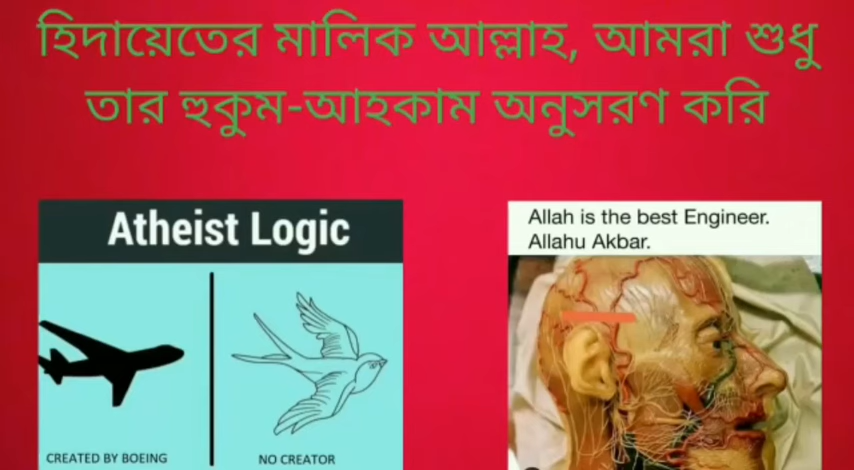 হিদায়েতের মালিক আল্লাহ, আমরা শুধু
তার হুকুম-আহকাম অনুসরণ করি
Atheist Logic
CREATED BY BOEING
NO CREATOR
Allah is the best Engineer.
Allahu Akbar.